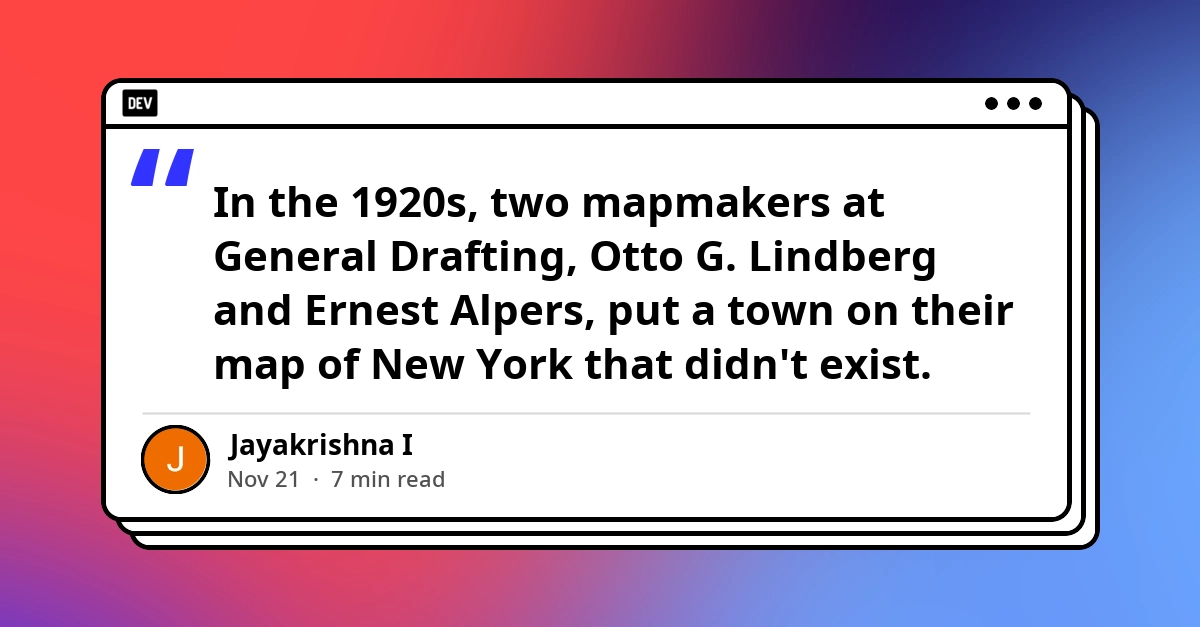 DEV
“
In the 1920s, two mapmakers at
General Drafting, Otto G. Lindberg
and Ernest Alpers, put a town on their
map of New York that didn't exist.
J
Jayakrishna I
Nov 21 · 7 min read